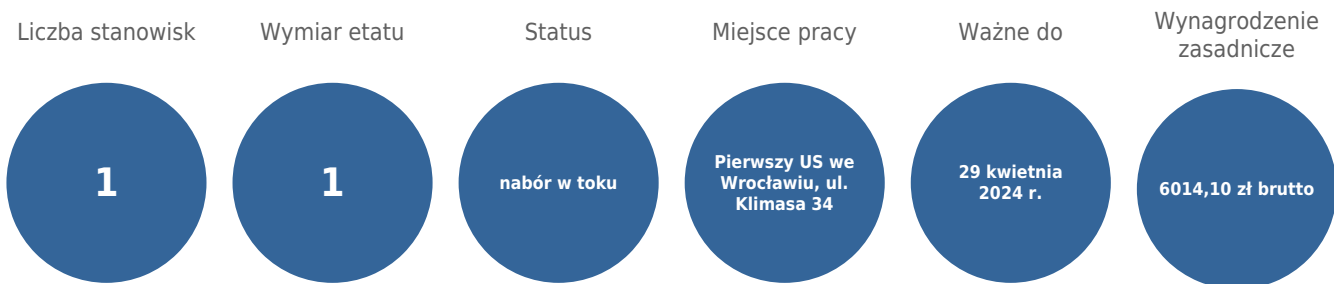 Liczba stanowisk
1
Wymiar etatu
1
Status
nabór w toku
Miejsce pracy
Pierwszy US we
Wrocławiu, ul.
Klimasa 34
Ważne do
29 kwietnia
2024 r.
Wynagrodzenie
zasadnicze
6014,10 zł brutto